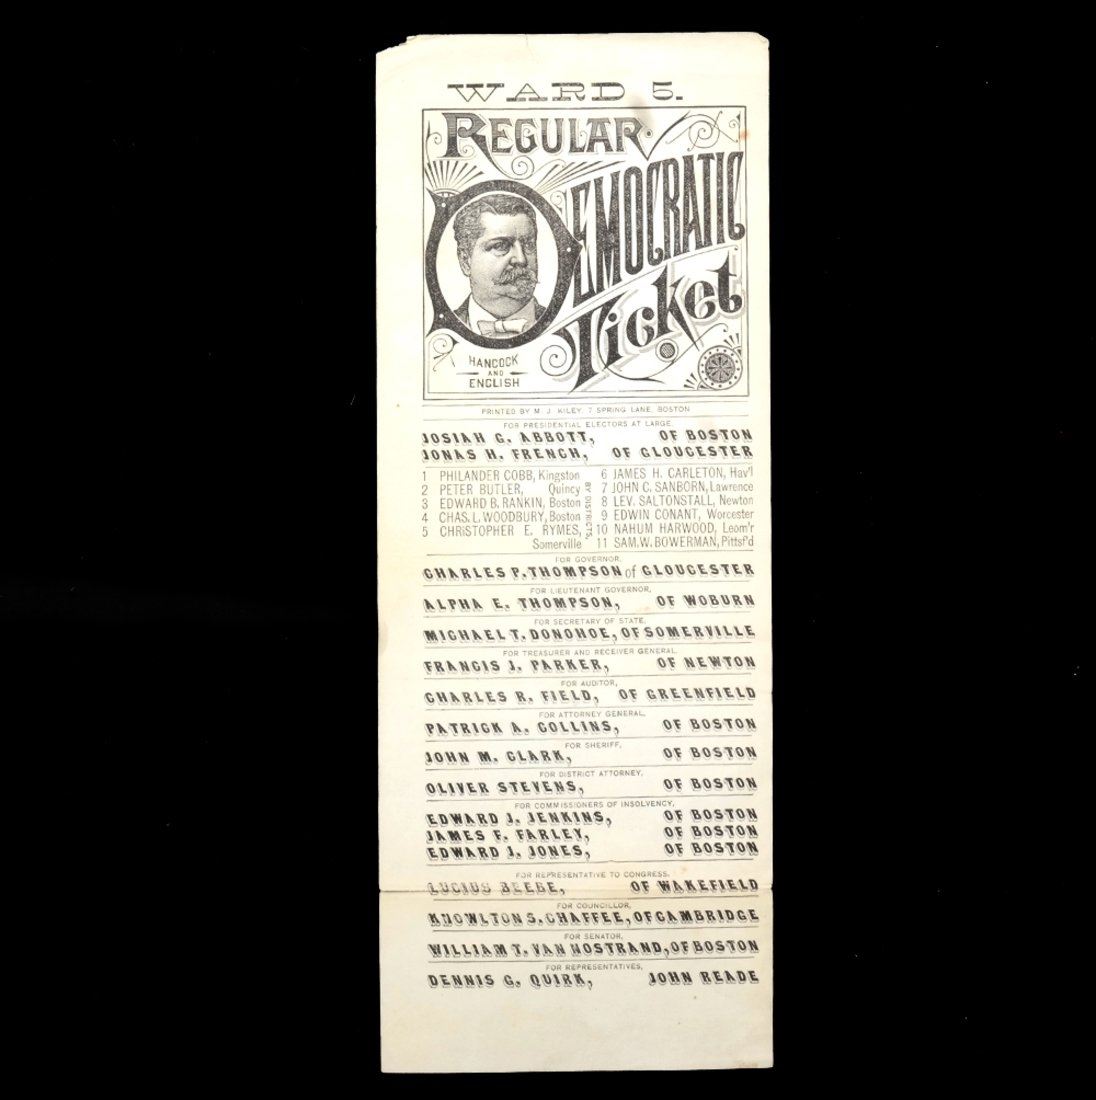 WARD 5.
REGULAR
DEMOCRATIC
TICKET
HANCOCK
AND
ENGLISH
PRINTED BY M. J. KILEY, 7 SPRING LANE, BOSTON
FOR PRESIDENTIAL ELECTORS AT LARGE,
JOSIAH G. ABBOTT, OF BOSTON
JONAS H. FRENCH, OF GLOUCESTER
BY DISTRICTS,
1 PHILANDER COBB, Kingston
2 PETER BUTLER, Quincy
3 EDWARD B. RANKIN, Boston
4 CHAS. L. WOODBURY, Boston
5 CHRISTOPHER E. RYMES,
Somerville
6 JAMES H. CARLETON, Hav'l
7 JOHN C. SANBORN, Lawrence
8 LEV. SALTONSTALL, Newton
9 EDWIN CONANT, Worcester
10 NAHUM HARWOOD, Leom'r
11 SAM. W. BOWERMAN, Pittsf'd
FOR GOVERNOR,
CHARLES P. THOMPSON of GLOUCESTER
FOR LIEUTENANT GOVERNOR,
ALPHA E. THOMPSON, OF WOBURN
FOR SECRETARY OF STATE,
MICHAEL T. DONOHOE, OF SOMERVILLE
FOR TREASURER AND RECEIVER GENERAL,
FRANCIS J. PARKER, OF NEWTON
FOR AUDITOR,
CHARLES R. FIELD, OF GREENFIELD
FOR ATTORNEY GENERAL,
PATRICK A. COLLINS, OF BOSTON
FOR SHERIFF,
JOHN M. CLARK, OF BOSTON
FOR DISTRICT ATTORNEY,
OLIVER STEVENS, OF BOSTON
FOR COMMISSIONERS OF INSOLVENCY,
EDWARD J. JENKINS, OF BOSTON
JAMES F. FARLEY, OF BOSTON
EDWARD J. JONES, OF BOSTON
FOR REPRESENTATIVE TO CONGRESS,
LUCIUS BEEBE, OF WAKEFIELD
FOR COUNCILLOR,
KNOWLTON S. CHAFFEE, OF CAMBRIDGE
FOR SENATOR,
WILLIAM T. VAN NOSTRAND, OF BOSTON
FOR REPRESENTATIVES,
DENNIS G. QUIRK, JOHN READE